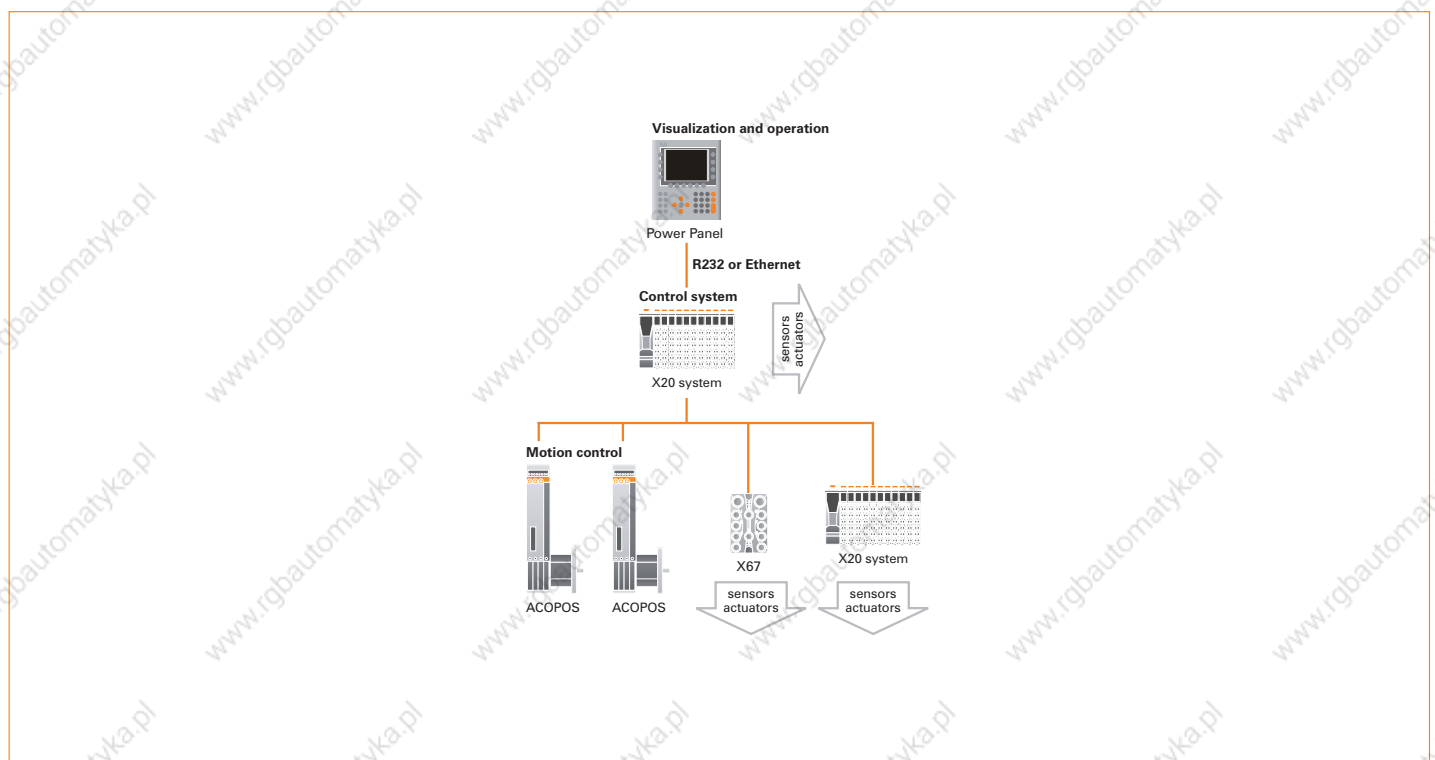 Visualization and operation
Power Panel
R232 or Ethernet
Control system
sensors
actuators
X20 system
Motion control
ACOPOS
ACOPOS
X67
X20 system
sensors
actuators
sensors
actuators
www.rgbautomatyka.pl